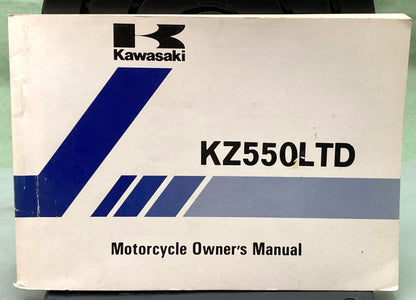 Kawasaki
KZ550LTD
Motorcycle Owner's Manual